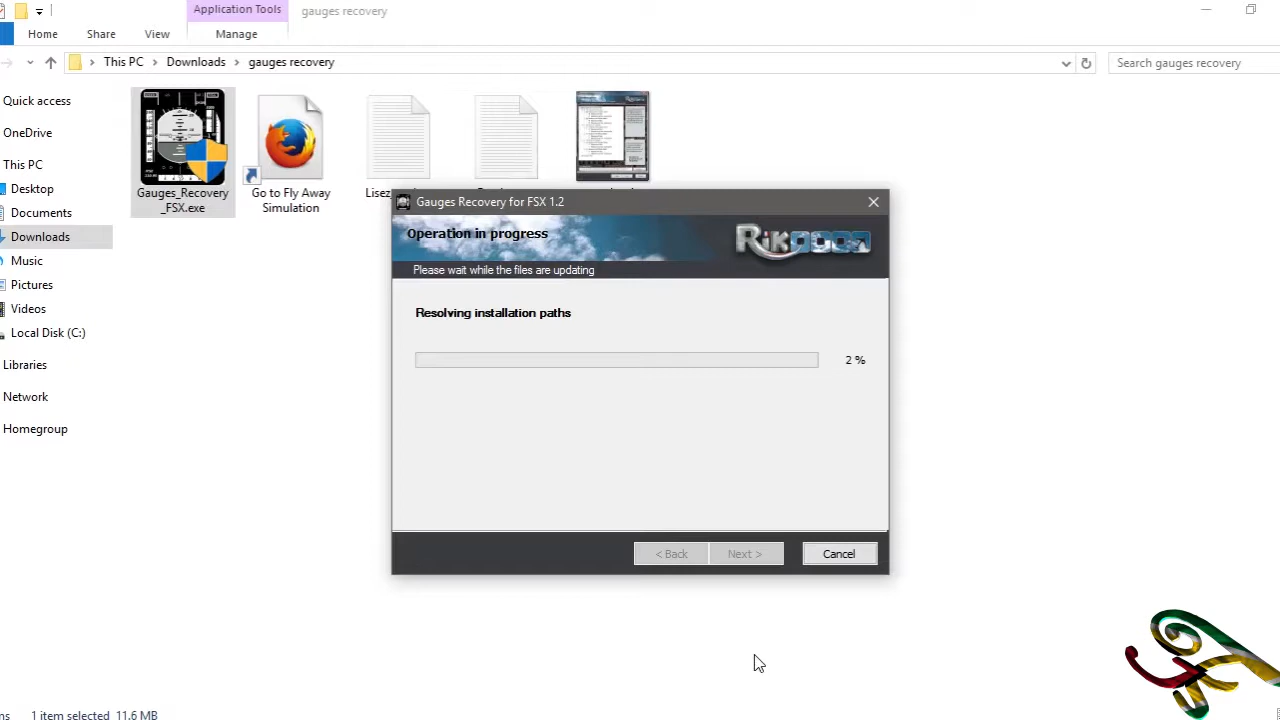 Application Tools
gauges recovery
Home
Share
View
Manage
This PC
Downloads
gauges recovery
Search gauges recovery
Quick access
OneDrive
This PC
Desktop
Documents
Downloads
Music
Pictures
Videos
Local Disk (C:)
Libraries
Network
Homegroup
Gauges_Recovery
_FSX.exe
Go to Fly Away
Simulation
Gauges Recovery for FSX 1.2
Operation in progress
Rikoooo
Please wait while the files are updating
Resolving installation paths
2 %
< Back
Next >
Cancel
1 item selected 11.6 MB